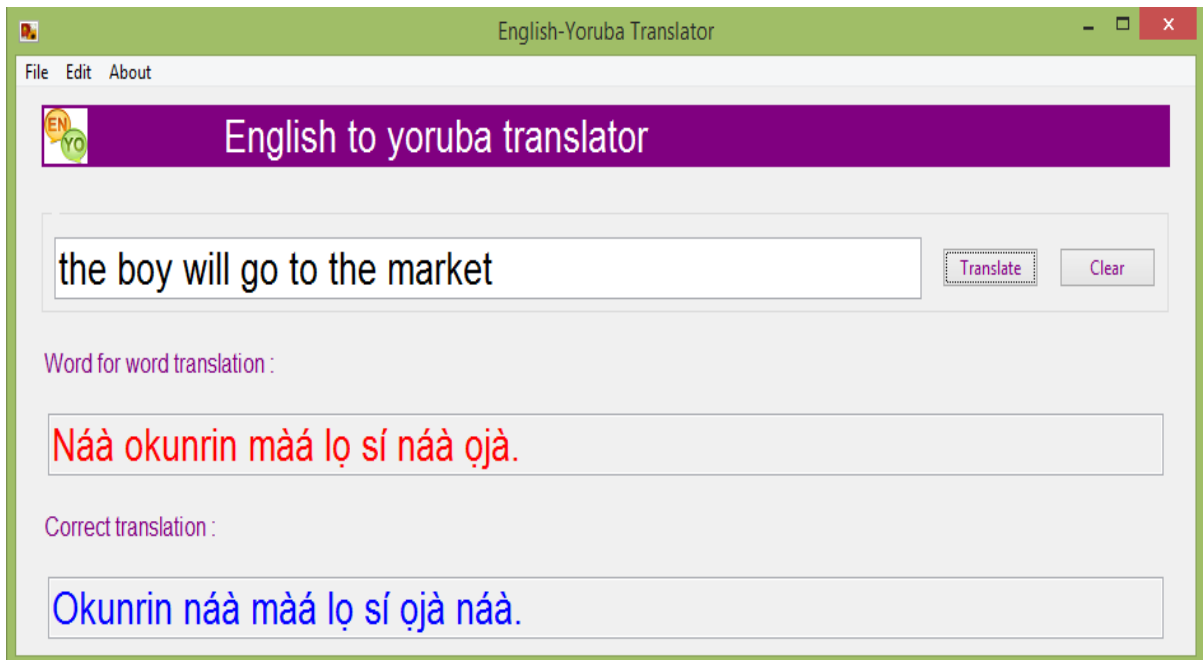 English-Yoruba Translator
File Edit About
EN
YO
English to yoruba translator
the boy will go to the market
Translate
Clear
Word for word translation :
Náà okunrin màá lọ sí náà ọjà.
Correct translation :
Okunrin náà màá lọ sí ọjà náà.